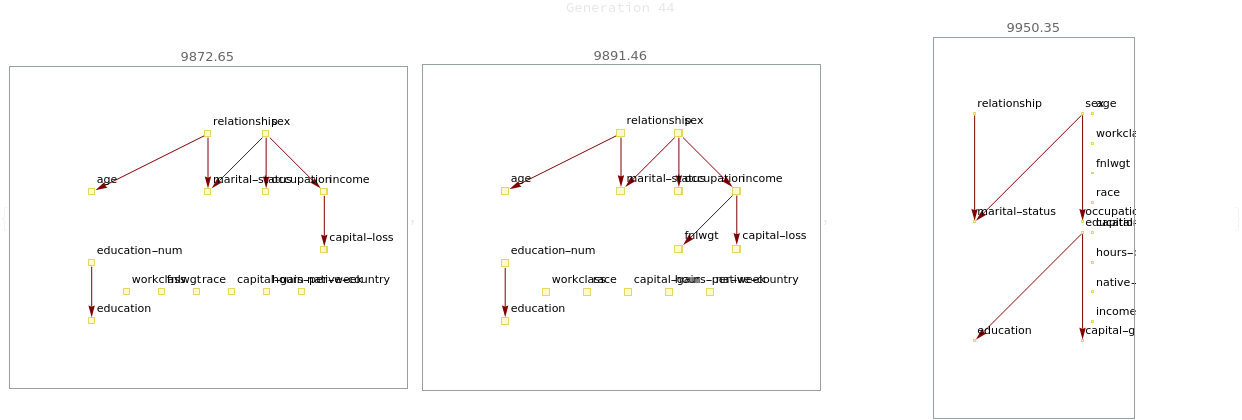 Generation 44
9872.65
relationship sex
age marital-status occupation income
capital-loss
education-num
workclass fnlwgt race capital-gain hours-per-week native-country
education
9891.46
relationship sex
age marital-status occupation income
fnlwgt capital-loss
education-num
workclass race capital-gain hours-per-week native-country
education
9950.35
relationship sex age
workcla
fnlwgt
race
marital-status occupatio
hours-
native-
income
education capital-g